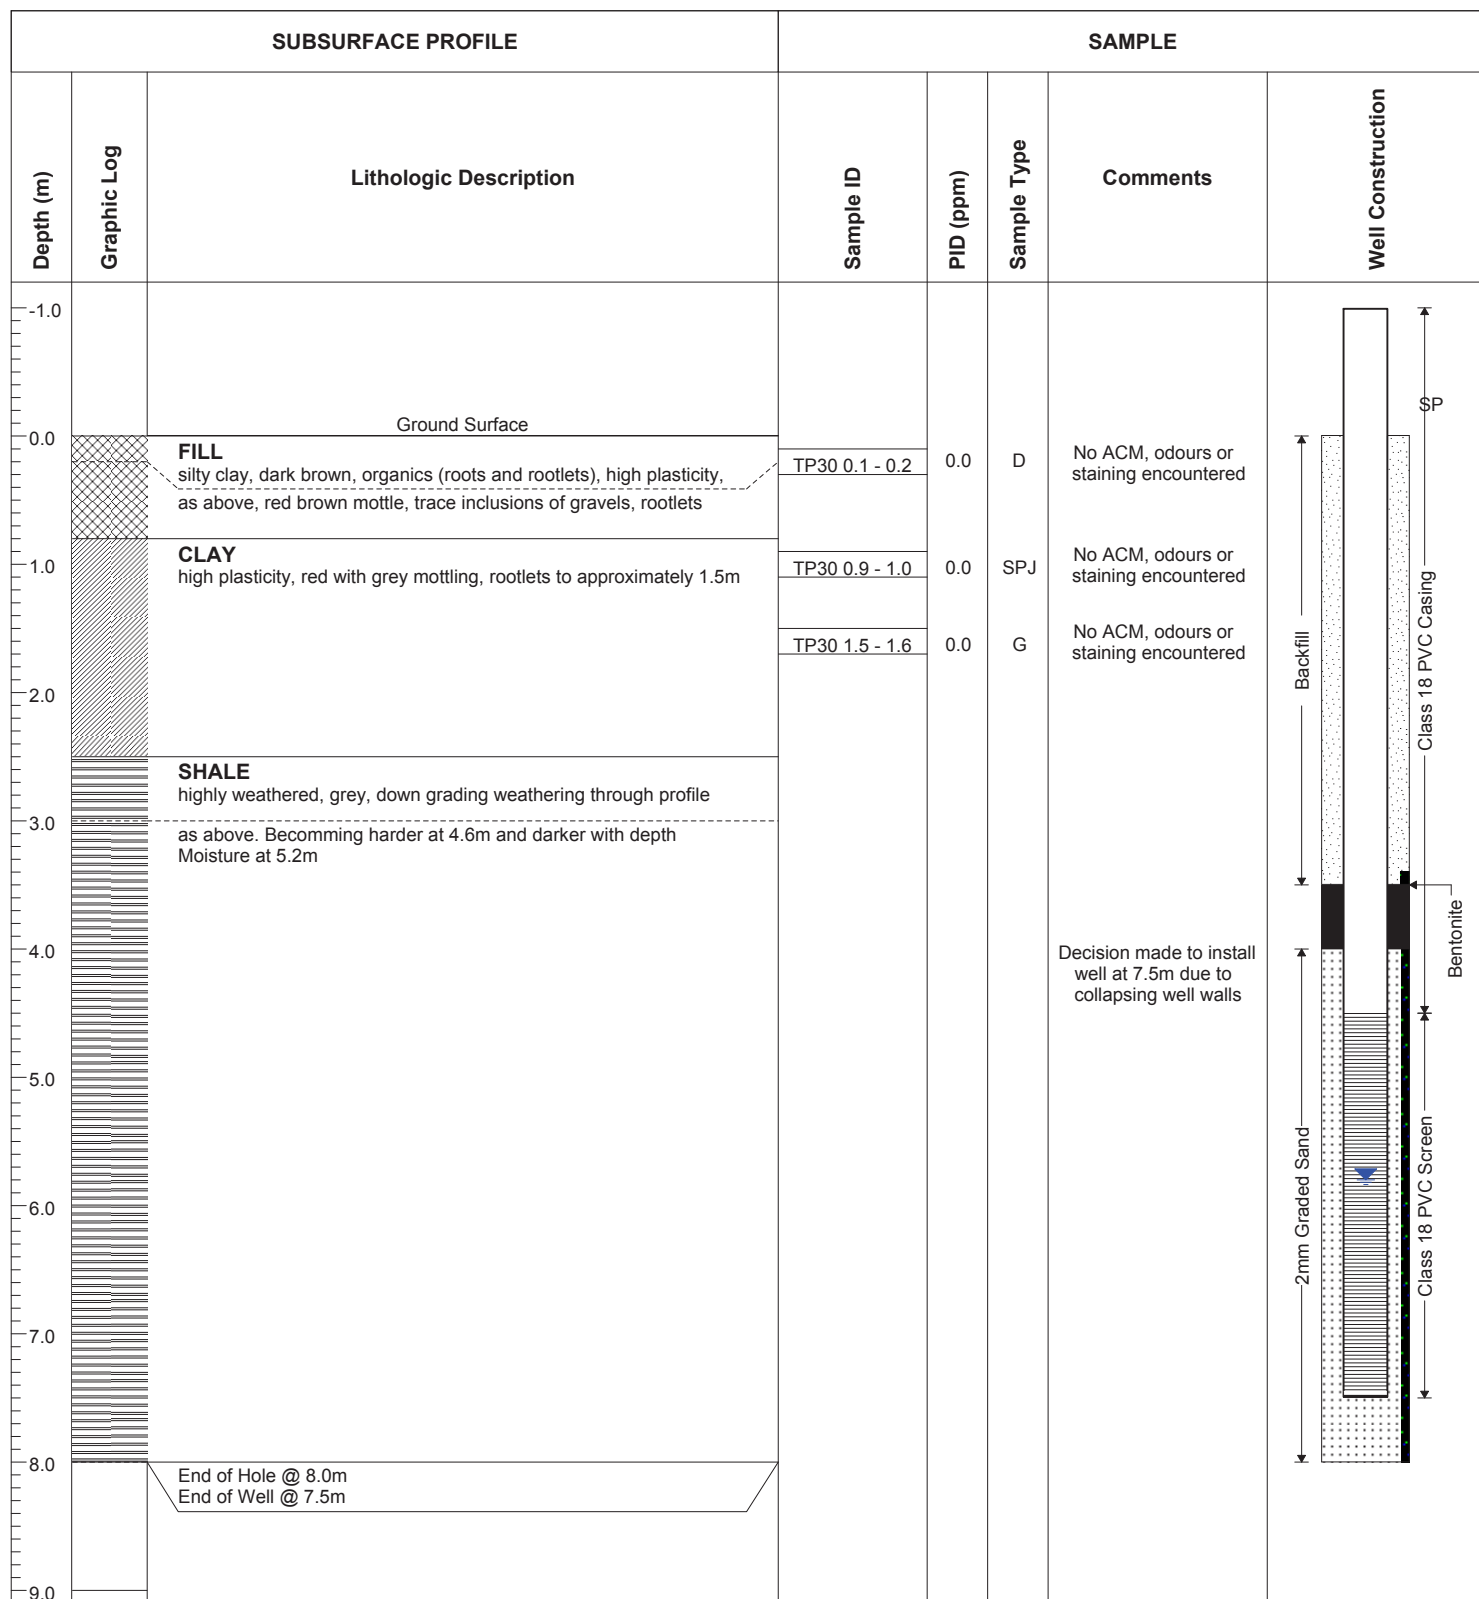 SUBSURFACE PROFILE
SAMPLE
Depth (m)
Graphic Log
Lithologic Description
Sample ID
PID (ppm)
Sample Type
Comments
Well Construction
-1.0
SP
Ground Surface
0.0
FILL
silty clay, dark brown, organics (roots and rootlets), high plasticity,
as above, red brown mottle, trace inclusions of gravels, rootlets
TP30 0.1 - 0.2
0.0
D
No ACM, odours or
staining encountered
CLAY
high plasticity, red with grey mottling, rootlets to approximately 1.5m
1.0
TP30 0.9 - 1.0
0.0
SPJ
No ACM, odours or
staining encountered
TP30 1.5 - 1.6
0.0
G
No ACM, odours or
staining encountered
Backfill
Class 18 PVC Casing
2.0
SHALE
highly weathered, grey, down grading weathering through profile
3.0
as above. Becomming harder at 4.6m and darker with depth
Moisture at 5.2m
Bentonite
4.0
Decision made to install
well at 7.5m due to
collapsing well walls
5.0
2mm Graded Sand
Class 18 PVC Screen
6.0
7.0
8.0
End of Hole @ 8.0m
End of Well @ 7.5m
9.0